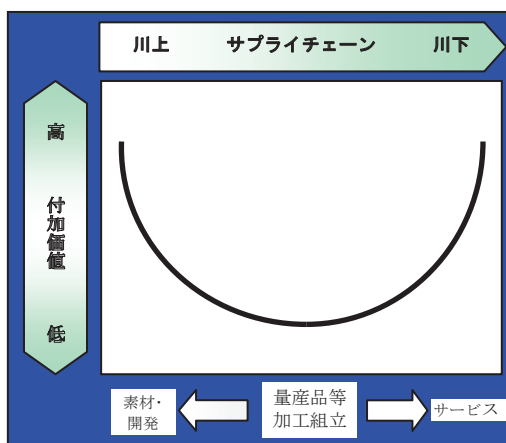 川上 サプライチェーン 川下
高
付加価値
低
素材・
開発
量産品等
加工組立
サービス